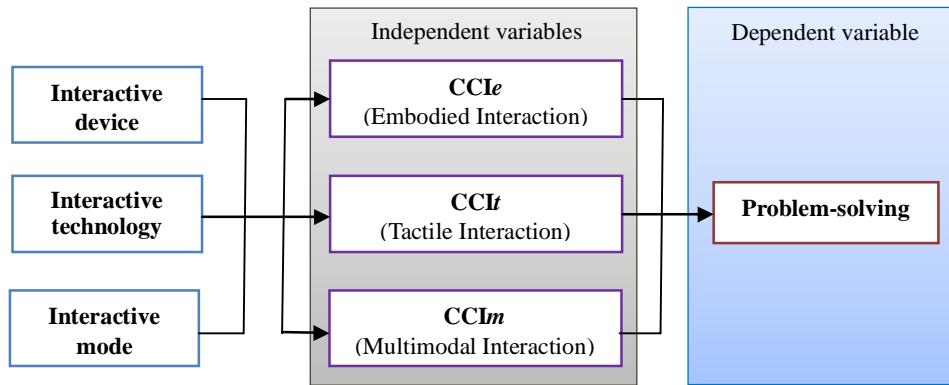 Independent variables
Dependent variable
Interactive
device
Interactive
technology
Interactive
mode
CCIe
(Embodied Interaction)
CCIt
(Tactile Interaction)
CCIm
(Multimodal Interaction)
Problem-solving